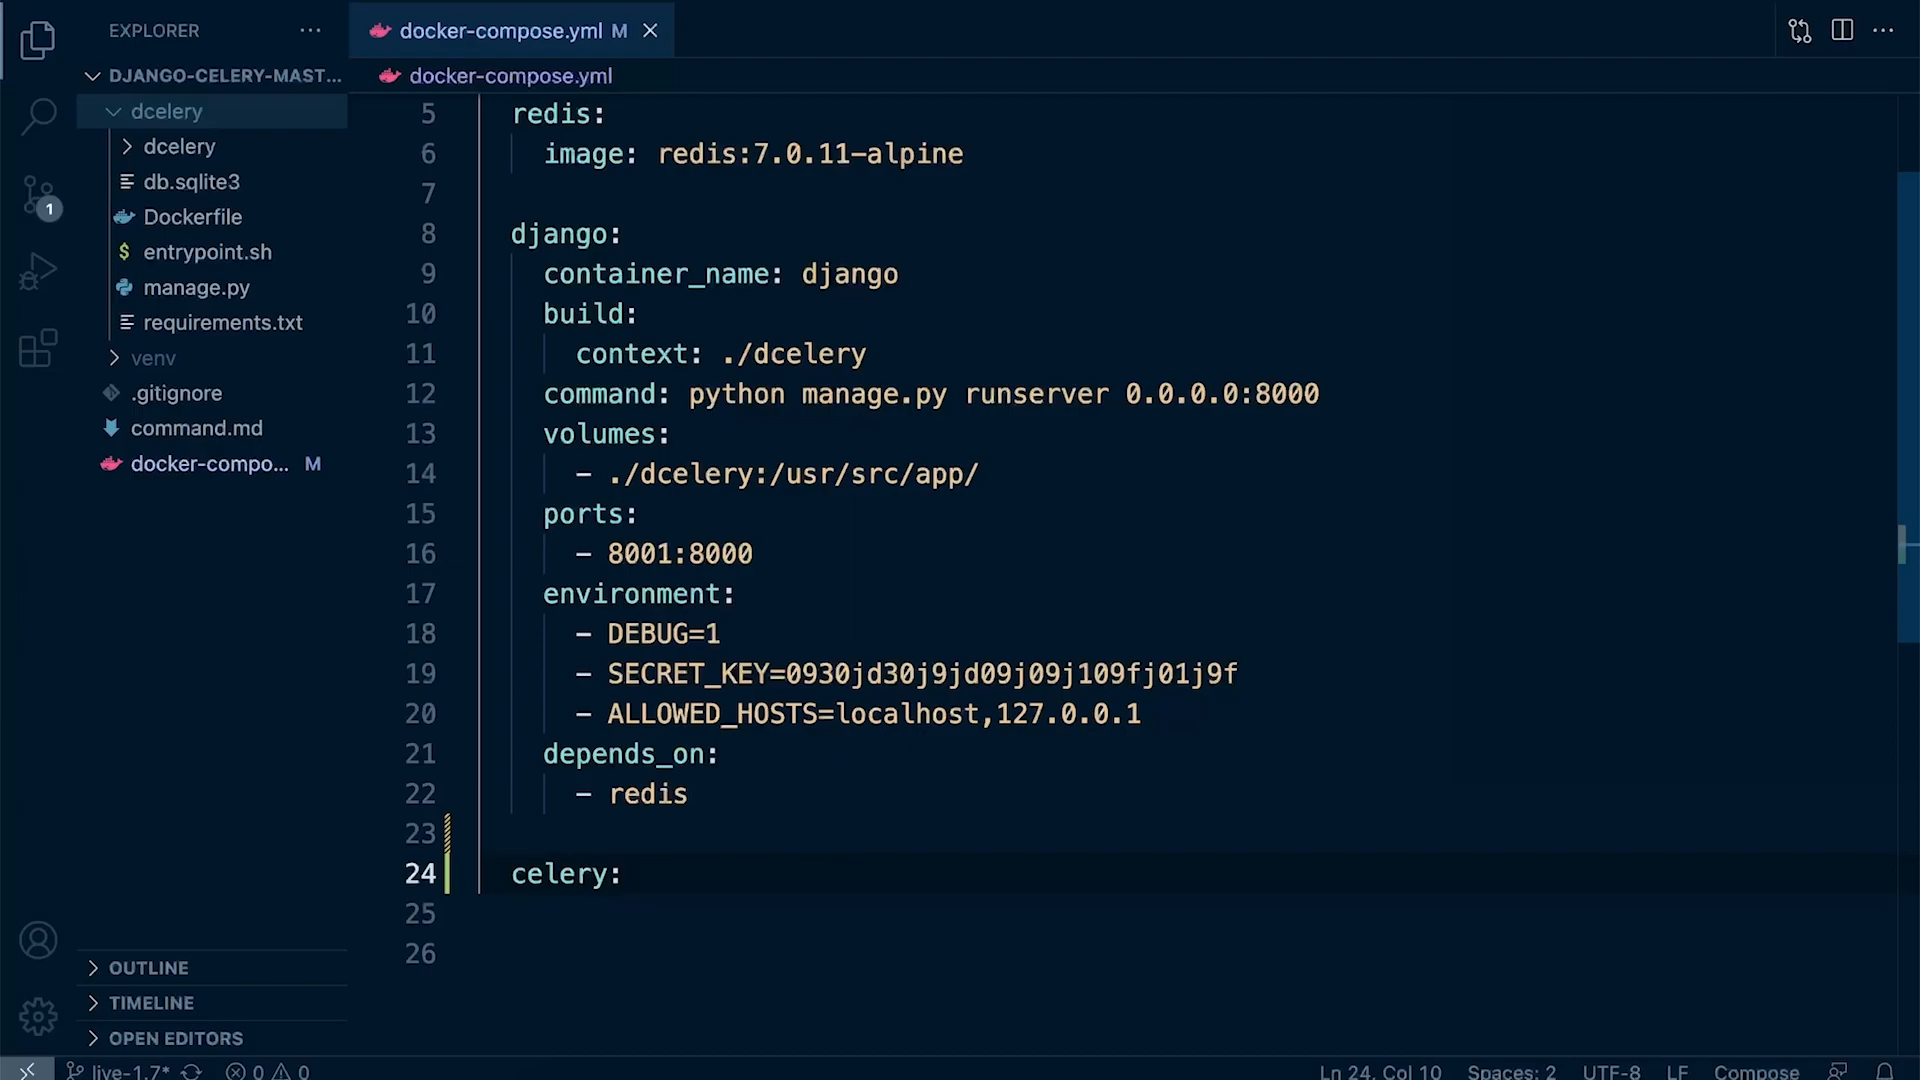 EXPLORER
DJANGO-CELERY-MAST...
dcelery
dcelery
db.sqlite3
Dockerfile
$ entrypoint.sh
manage.py
requirements.txt
venv
.gitignore
command.md
docker-compo... M
1
OUTLINE
TIMELINE
OPEN EDITORS
docker-compose.yml M
docker-compose.yml
5 redis:
6 image: redis:7.0.11-alpine
7
8 django:
9 container_name: django
10 build:
11 context: ./dcelery
12 command: python manage.py runserver 0.0.0.0:8000
13 volumes:
14 - ./dcelery:/usr/src/app/
15 ports:
16 - 8001:8000
17 environment:
18 - DEBUG=1
19 - SECRET_KEY=0930jd30j9jd09j09j109fj01j9f
20 - ALLOWED_HOSTS=localhost,127.0.0.1
21 depends_on:
22 - redis
23
24 celery:
25
26
live-1.7* 0 0 Ln 24, Col 10 Spaces: 2 UTF-8 LF Compose